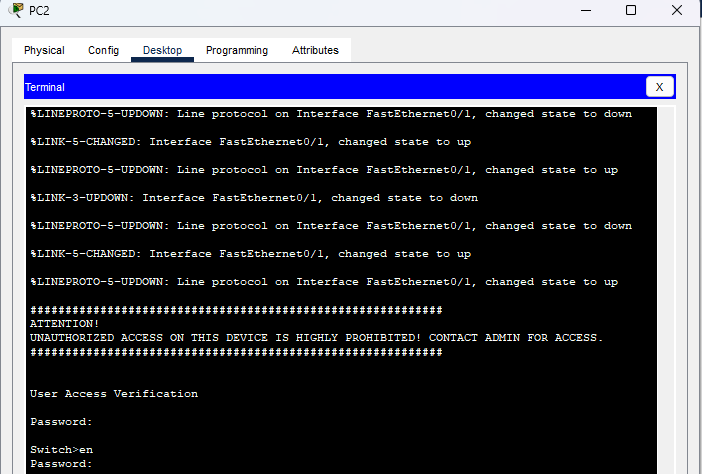 PC2
Physical Config Desktop Programming Attributes
Terminal
X
%LINEPROTO-5-UPDOWN: Line protocol on Interface FastEthernet0/1, changed state to down
%LINK-5-CHANGED: Interface FastEthernet0/1, changed state to up
%LINEPROTO-5-UPDOWN: Line protocol on Interface FastEthernet0/1, changed state to up
%LINK-3-UPDOWN: Interface FastEthernet0/1, changed state to down
%LINEPROTO-5-UPDOWN: Line protocol on Interface FastEthernet0/1, changed state to down
%LINK-5-CHANGED: Interface FastEthernet0/1, changed state to up
%LINEPROTO-5-UPDOWN: Line protocol on Interface FastEthernet0/1, changed state to up
###########################################################
ATTENTION!
UNAUTHORIZED ACCESS ON THIS DEVICE IS HIGHLY PROHIBITED! CONTACT ADMIN FOR ACCESS.
###########################################################
User Access Verification
Password:
Switch>en
Password: